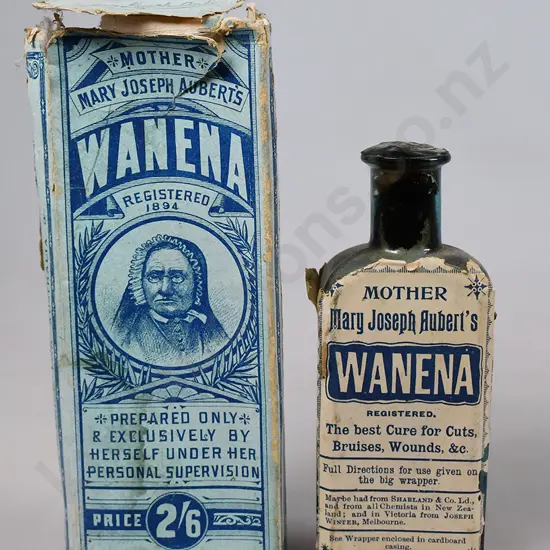 MOTHER
MARY JOSEPH AUBERT'S
WANENA
REGISTERED
1894
PREPARED ONLY
& EXCLUSIVELY BY
HERSELF UNDER HER
PERSONAL SUPERVISION
PRICE 2/6
MOTHER
Mary Joseph Aubert's
WANENA
REGISTERED.
The best Cure for Cuts,
Bruises, Wounds, &c.
Full Directions for use given on
the big wrapper.
May be had from SHARLAND & Co. Ld.,
and from all Chemists in New Zea-
land; and in Victoria from JOSEPH
WINTER, Melbourne.
See Wrapper enclosed in cardboard
casing.